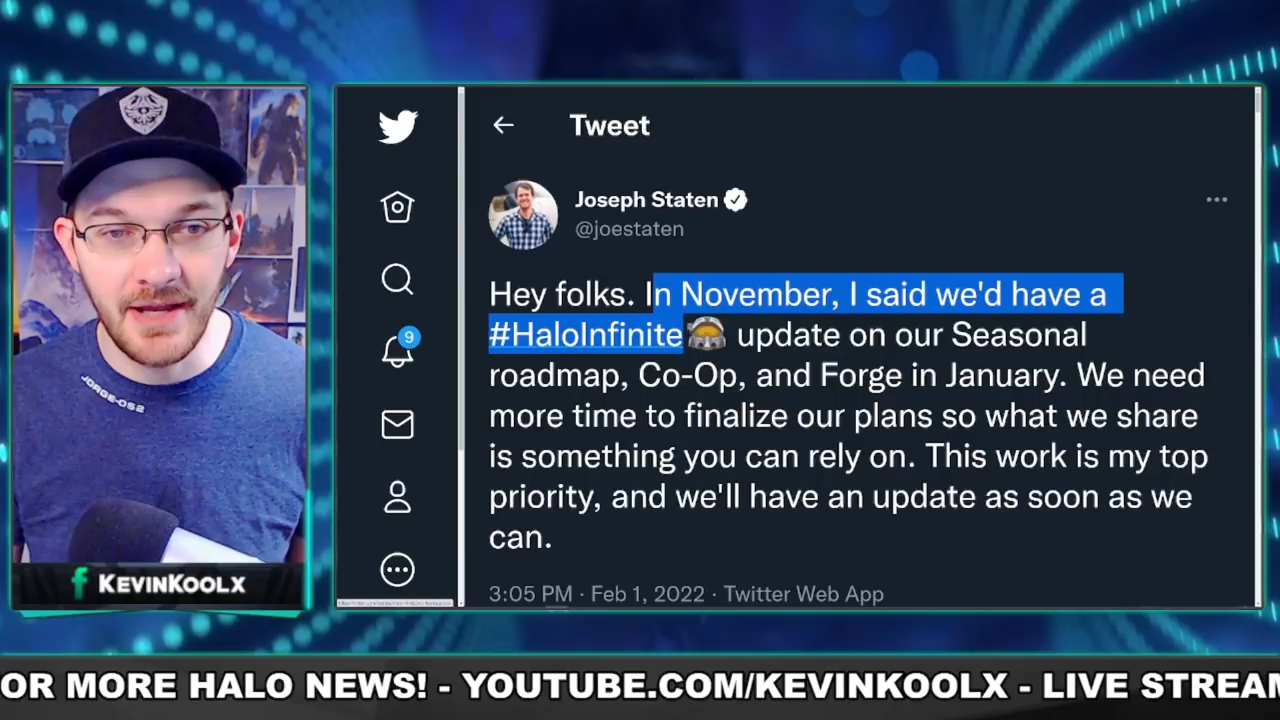 Tweet
Joseph Staten
@joestaten
Hey folks. In November, I said we'd have a
#HaloInfinite update on our Seasonal
roadmap, Co-Op, and Forge in January. We need
more time to finalize our plans so what we share
is something you can rely on. This work is my top
priority, and we'll have an update as soon as we
can.
3:05 PM · Feb 1, 2022 · Twitter Web App
9
JORGE-052
f KEVINKOOLX
OR MORE HALO NEWS! - YOUTUBE.COM/KEVINKOOLX - LIVE STREAM